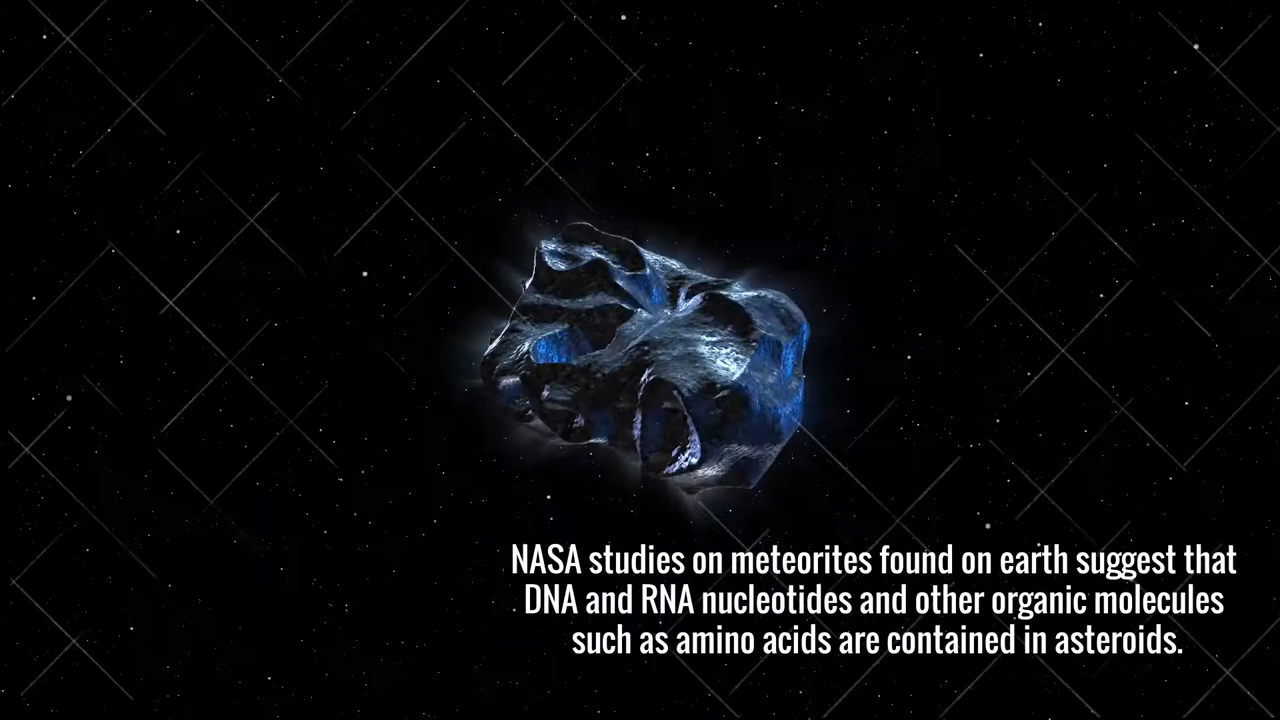 NASA studies on meteorites found on earth suggest that
DNA and RNA nucleotides and other organic molecules
such as amino acids are contained in asteroids.